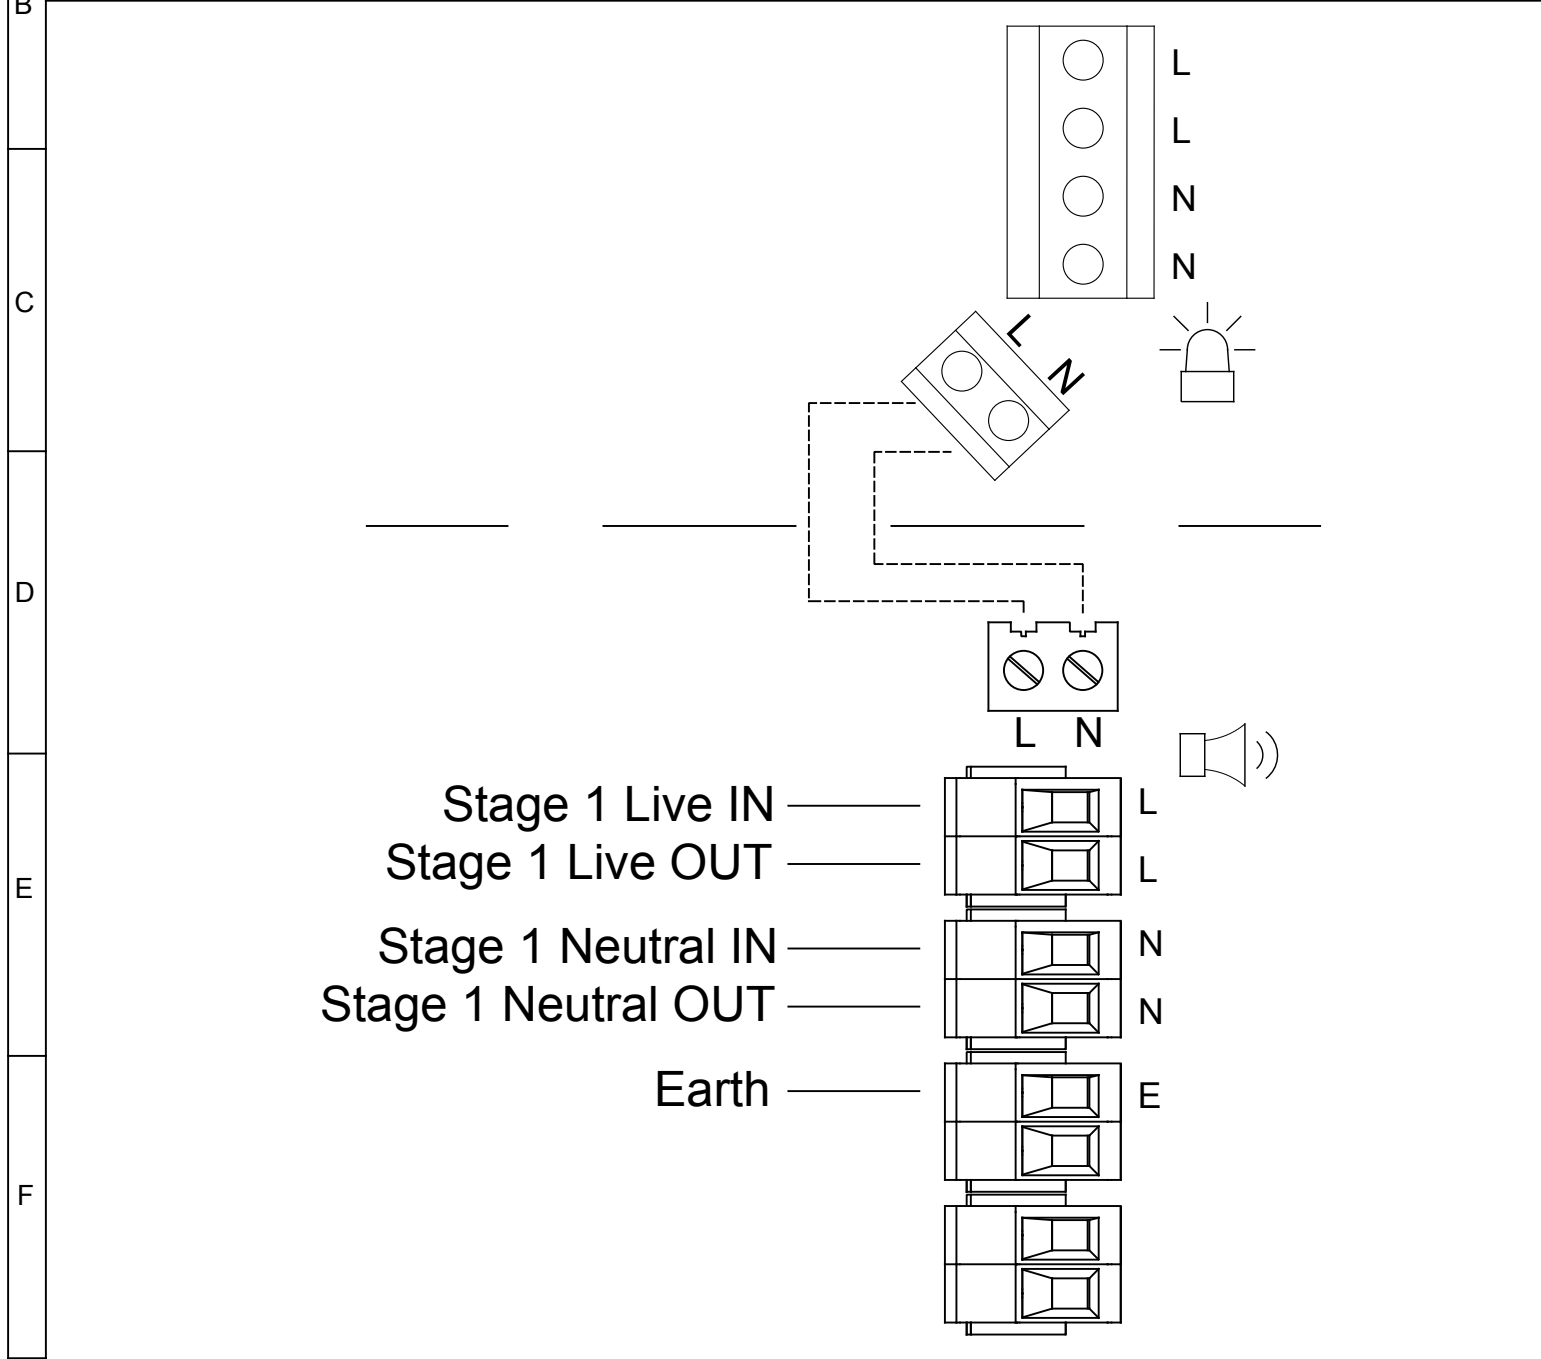 B
L
L
N
N
C
L
N
D
L N
Stage 1 Live IN L
Stage 1 Live OUT L
E
Stage 1 Neutral IN N
Stage 1 Neutral OUT N
Earth E
F